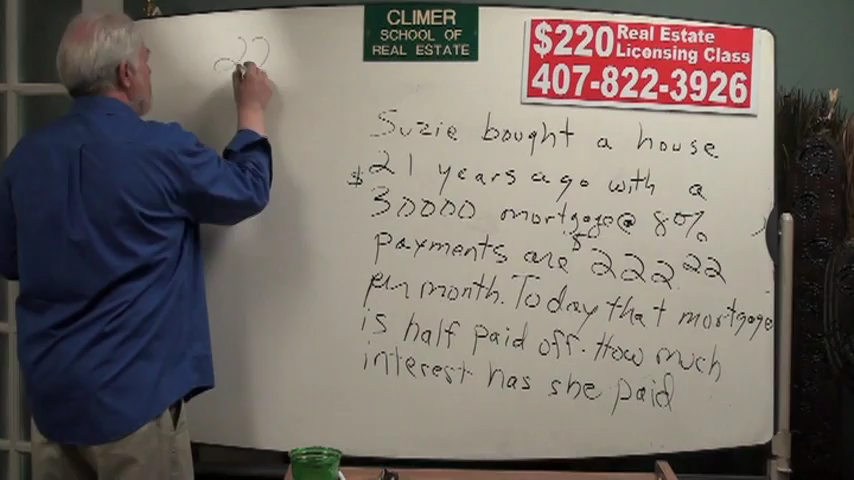 CLIMER
SCHOOL OF
REAL ESTATE
$220 Real Estate
Licensing Class
407-822-3926
22
Suzie bought a house
21 years ago with a
$30000 mortgage @ 8%
payments are $222.22
per month. Today that mortgage
is half paid off. How much
interest has she paid